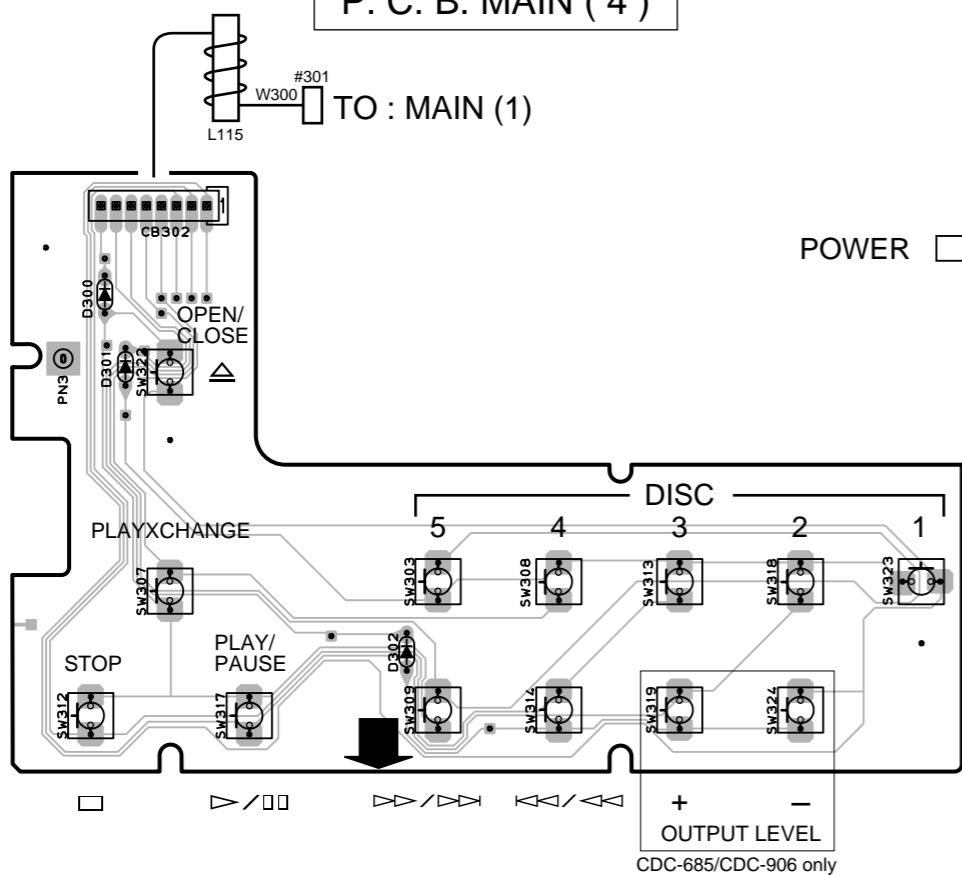 P. C. B. MAIN ( 4 )
#301
W300
TO : MAIN (1)
L115
1
CB302
POWER
D300
OPEN/
CLOSE
D301
SW322
PN3
DISC
PLAYXCHANGE
5 4 3 2 1
SW307
SW303
SW308
SW313
SW318
SW323
STOP
PLAY/
PAUSE
D302
SW312
SW317
SW309
SW314
SW319
SW324
+ −
OUTPUT LEVEL
CDC-685/CDC-906 only